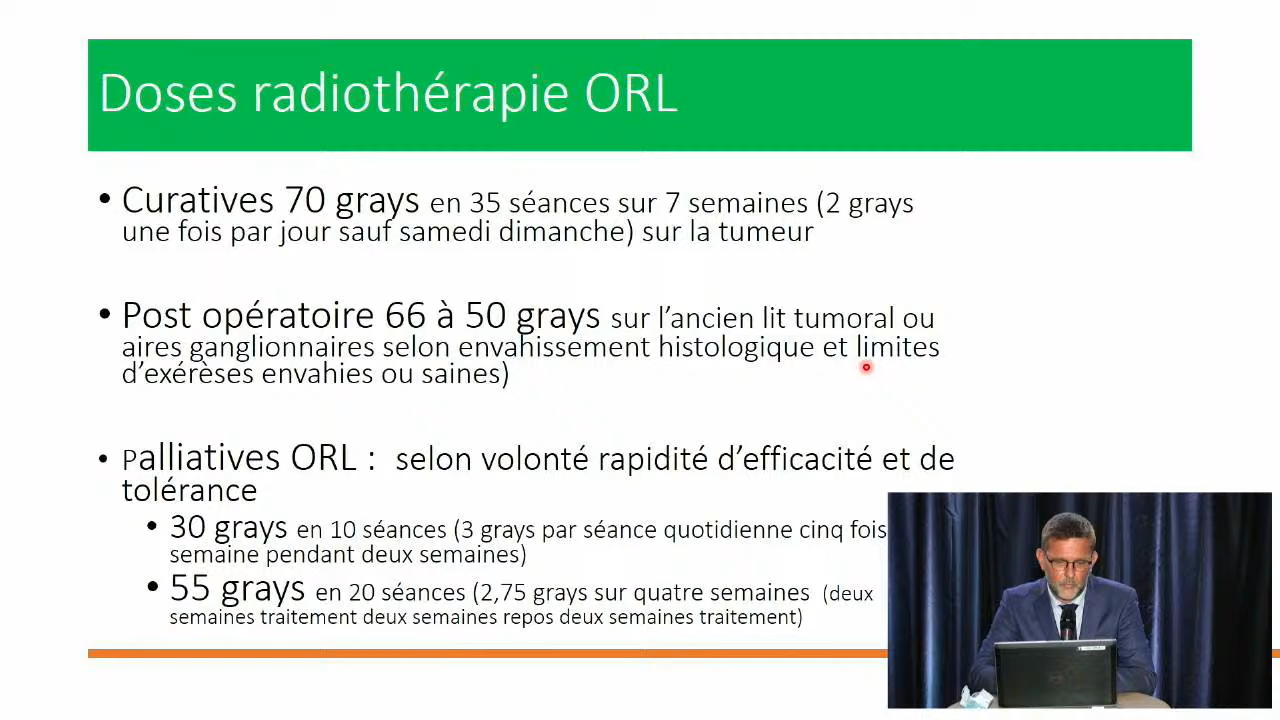 Doses radiothérapie ORL
• Curatives 70 grays en 35 séances sur 7 semaines (2 grays
une fois par jour sauf samedi dimanche) sur la tumeur
• Post opératoire 66 à 50 grays sur l’ancien lit tumoral ou
aires ganglionnaires selon envahissement histologique et limites
d’exérèses envahies ou saines)
• Palliatives ORL : selon volonté rapidité d’efficacité et de
tolérance
• 30 grays en 10 séances (3 grays par séance quotidienne cinq fois
semaine pendant deux semaines)
• 55 grays en 20 séances (2,75 grays sur quatre semaines (deux
semaines traitement deux semaines repos deux semaines traitement)